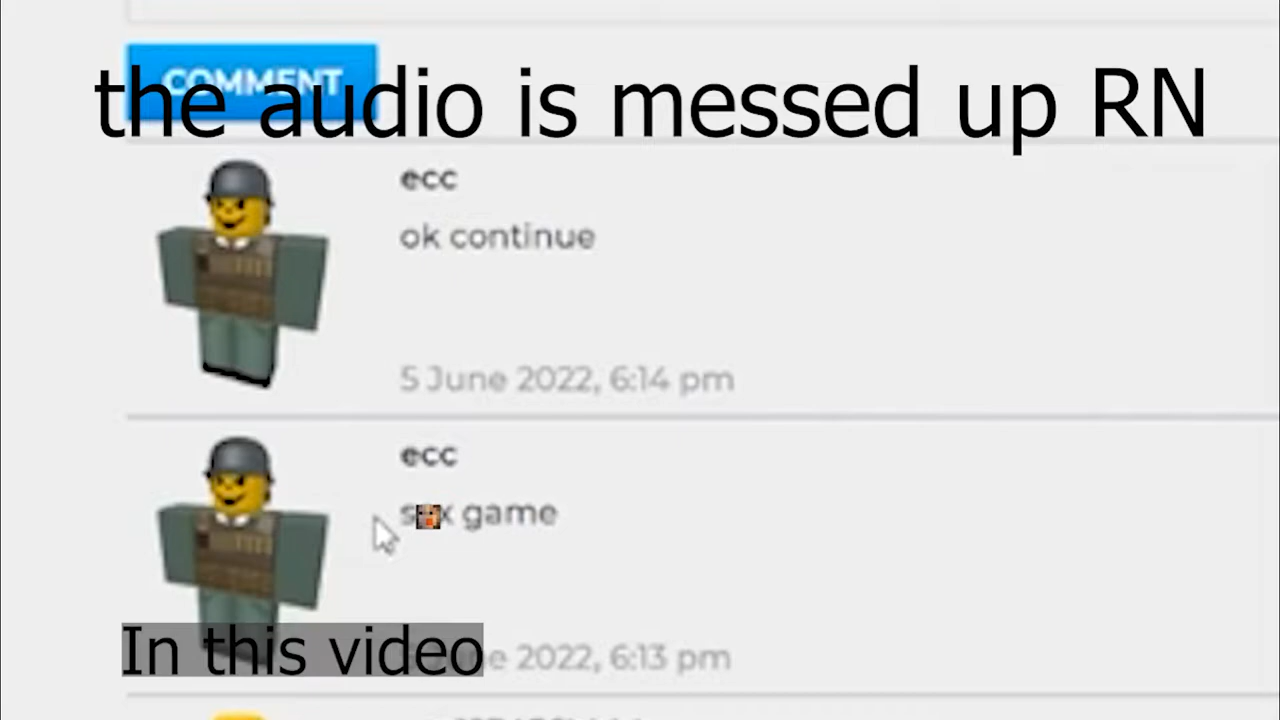 COMMENT
the audio is messed up RN
ecc
ok continue
5 June 2022, 6:14 pm
ecc
s x game
In this video
June 2022, 6:13 pm